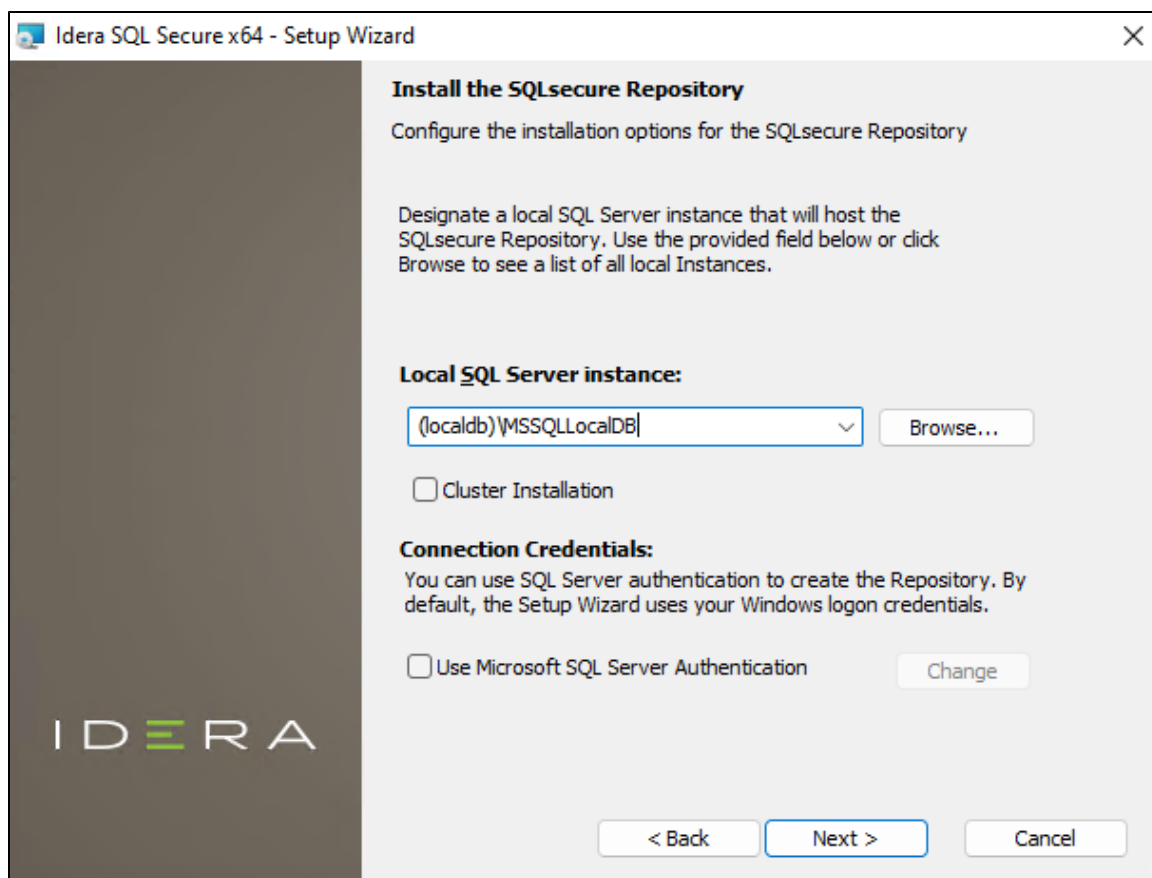 Idera SQL Secure x64 - Setup Wizard
Install the SQLsecure Repository
Configure the installation options for the SQLsecure Repository
Designate a local SQL Server instance that will host the
SQLsecure Repository. Use the provided field below or click
Browse to see a list of all local Instances.
Local SQL Server instance:
(localdb)\MSSQLLocalDB
Browse...
Cluster Installation
Connection Credentials:
You can use SQL Server authentication to create the Repository. By
default, the Setup Wizard uses your Windows logon credentials.
Use Microsoft SQL Server Authentication
Change
IDERA
< Back
Next >
Cancel